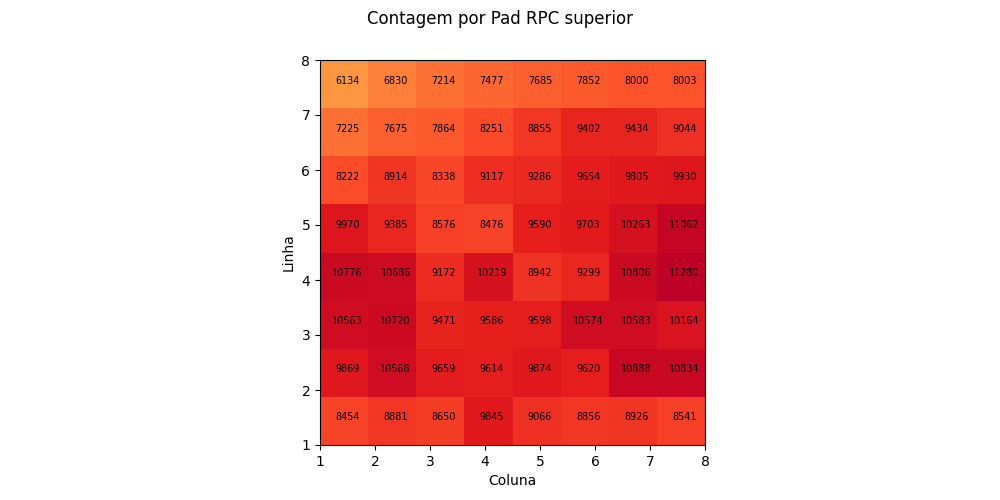 Contagem por Pad RPC superior
8
6134 6830 7214 7477 7685 7852 8000 8003
7
7225 7675 7864 8251 8855 9402 9434 9044
6
8222 8914 8338 9117 9286 9654 9805 9930
5
9970 9385 8576 8476 9590 9703 10263 11062
Linha
4
10776 10686 9172 10219 8942 9299 10806 11280
3
10563 10720 9471 9586 9598 10574 10583 10164
2
9869 10568 9659 9614 9874 9620 10888 10834
8454 8881 8650 9845 9066 8856 8926 8541
1
1 2 3 4 5 6 7 8
Coluna